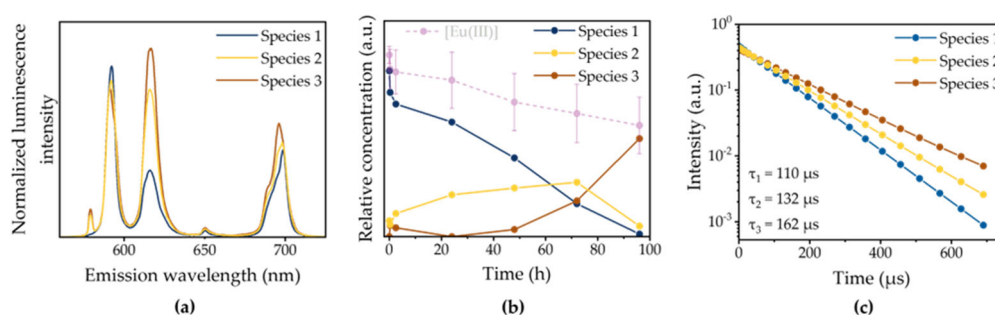 Normalized luminescence
intensity
Species 1
Species 2
Species 3
600
650
700
Emission wavelength (nm)
(a)
Relative concentration (a.u.)
[Eu(III)]
Species 1
Species 2
Species 3
0
20
40
60
80
100
Time (h)
(b)
Intensity (a.u.)
10⁰
10⁻¹
10⁻²
10⁻³
Species 1
Species 2
Species 3
τ₁ = 110 µs
τ₂ = 132 µs
τ₃ = 162 µs
0
100
200
300
400
500
600
700
Time (µs)
(c)